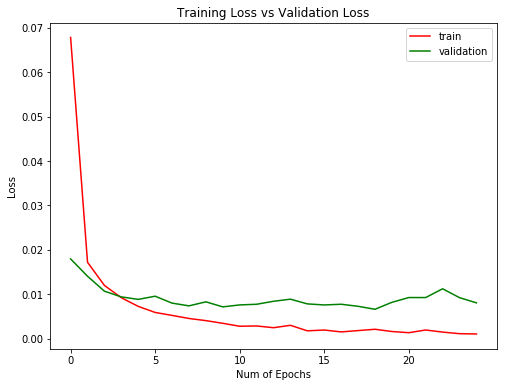 Training Loss vs Validation Loss
train
validation
0.07
0.06
0.05
0.04
0.03
0.02
0.01
0.00
Loss
0 5 10 15 20
Num of Epochs